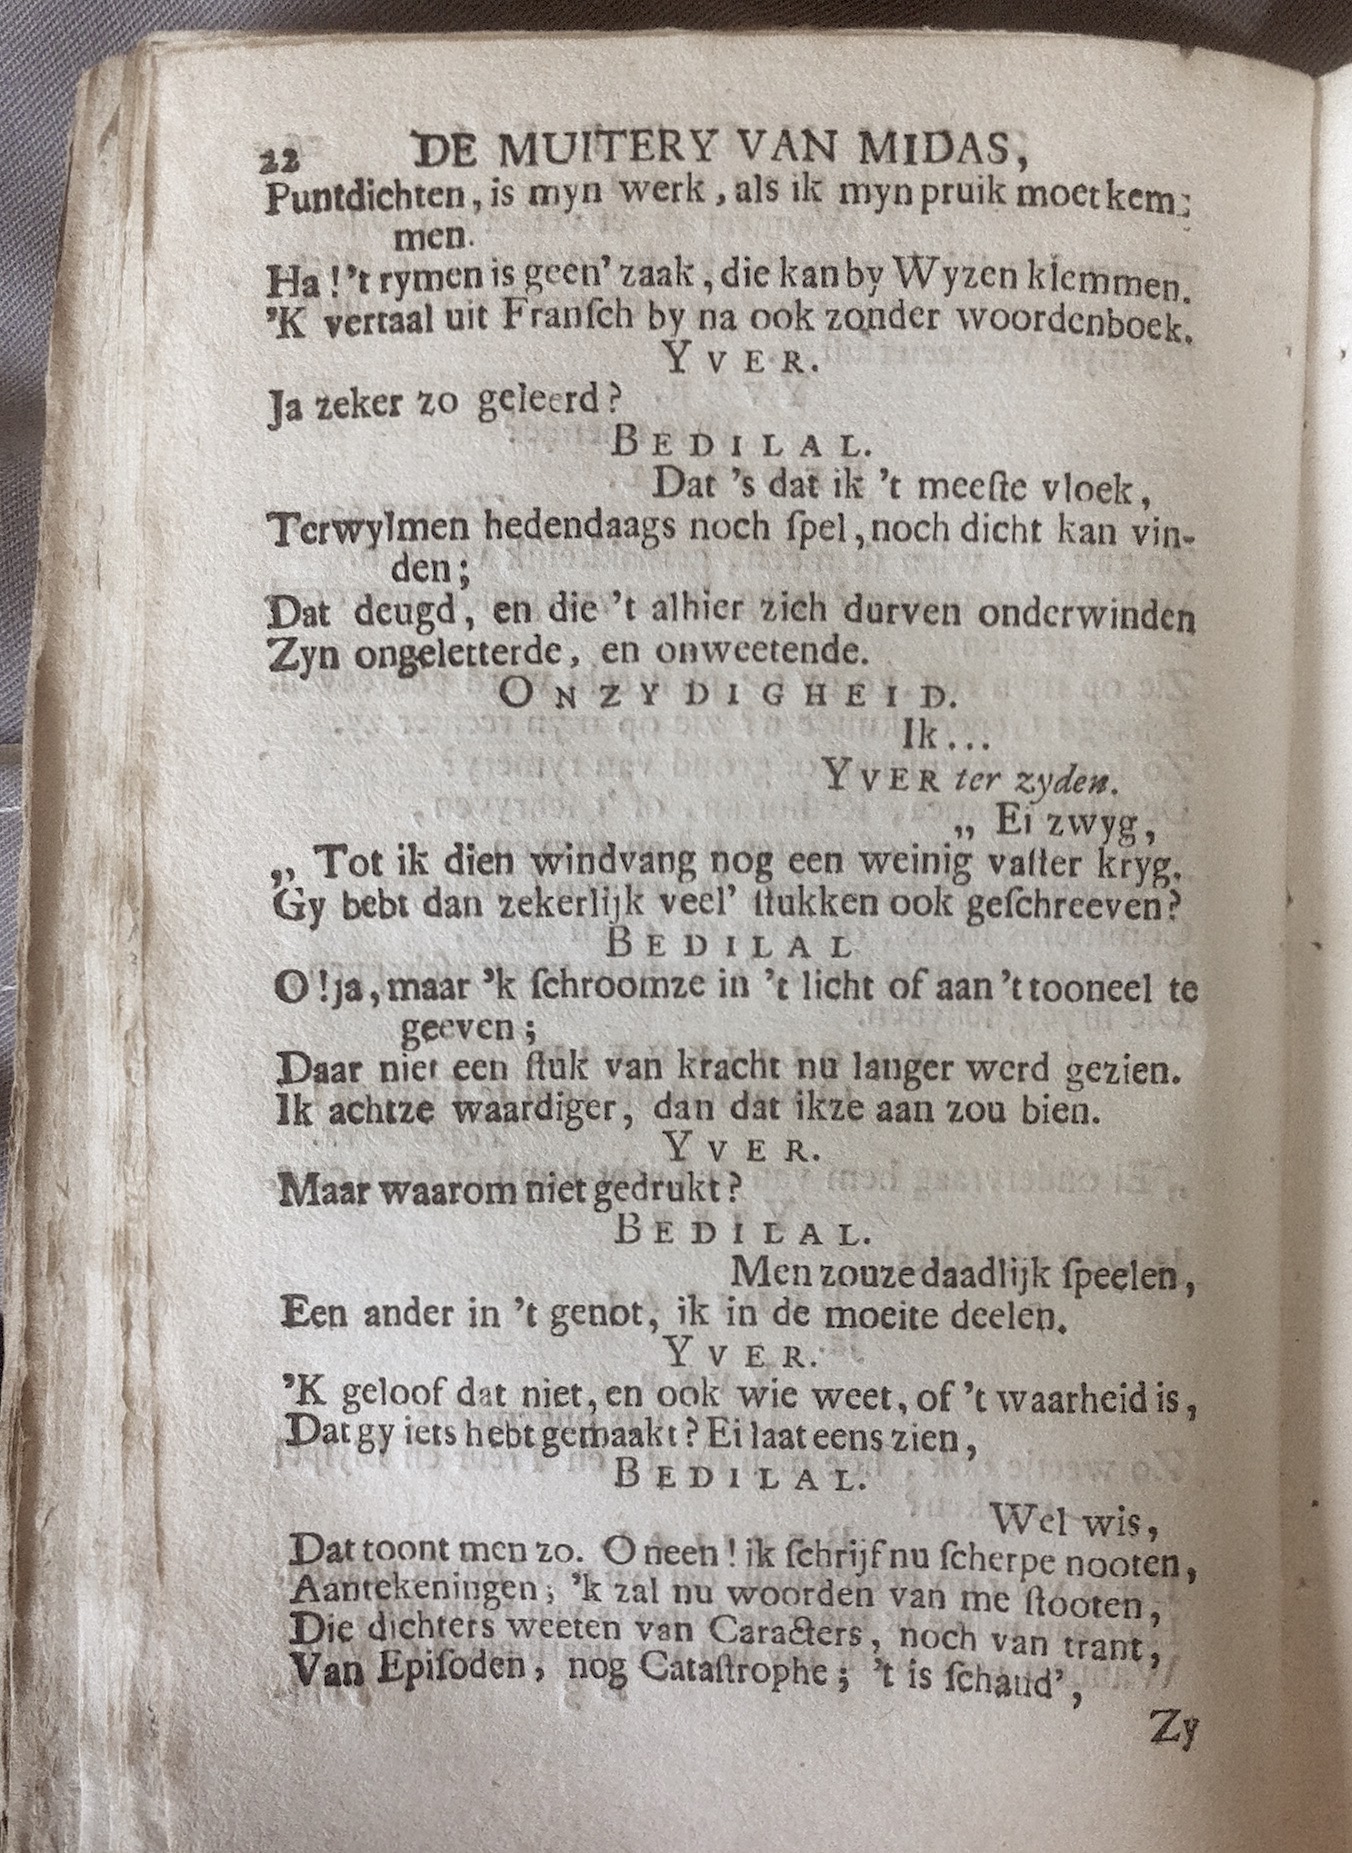 22 DE MUITERY VAN MIDAS,
Puntdichten, is myn werk, als ik myn pruik moet kem-
men.
Ha! 't rymen is geen' zaak, die kan by Wyzen klemmen.
'K vertaal uit Franſch by na ook zonder woordenboek.
YVER.
Ja zeker zo geleerd?
BEDILAL.
Dat 's dat ik 't meeſte vloek,
Terwylmen hedendaags noch ſpel, noch dicht kan vin-
den;
Dat deugd, en die 't alhier zich durven onderwinden
Zyn ongeletterde, en onweetende.
ONZYDIGHEID.
Ik...
YVER ter zyden.
„ Ei zwyg,
„ Tot ik dien windvang nog een weinig vaſter kryg.
Gy bebt dan zekerlijk veel' ſtukken ook geſchreeven?
BEDILAL
O! ja, maar 'k ſchroomze in 't licht of aan 't tooneel te
geeven;
Daar niet een ſtuk van kracht nu langer werd gezien.
Ik achtze waardiger, dan dat ikze aan zou bien.
YVER.
Maar waarom niet gedrukt?
BEDILAL.
Men zouze daadlijk ſpeelen,
Een ander in 't genot, ik in de moeite deelen.
YVER.
'K geloof dat niet, en ook wie weet, of 't waarheid is,
Dat gy iets hebt gemaakt? Ei laat eens zien,
BEDILAL.
Wel wis,
Dat toont men zo. O neen! ik ſchrijf nu ſcherpe nooten,
Aantekeningen; 'k zal nu woorden van me ſtooten,
Die dichters weeten van Caracters, noch van trant,
Van Epiſoden, nog Cataſtrophe; 't is ſchand',
Zy